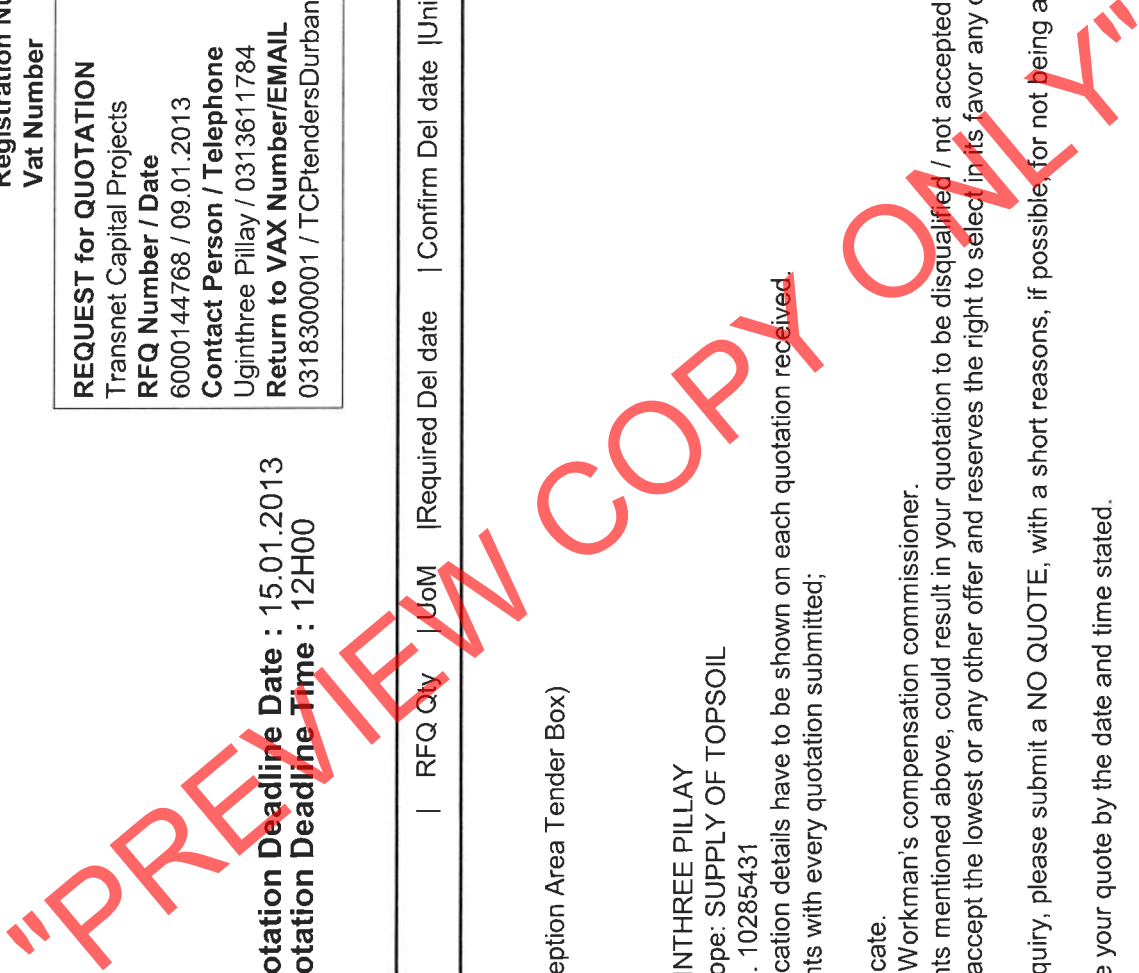 Registration Nu
Vat Number
REQUEST for QUOTATION
Transnet Capital Projects
RFQ Number / Date
6000144768 / 09.01.2013
Contact Person / Telephone
Uginthree Pillay / 0313611784
Return to VAX Number/EMAIL
0318300001 / TCPtendersDurban
otation Deadline Date : 15.01.2013
otation Deadline Time : 12H00
| RFQ Qty | UoM |Required Del date | Confirm Del date |Uni
eption Area Tender Box)
INTHREE PILLAY
ope: SUPPLY OF TOPSOIL
. 10285431
cation details have to be shown on each quotation received.
nts with every quotation submitted;
cate.
Workman's compensation commissioner.
nts mentioned above, could result in your quotation to be disqualified / not accepted
accept the lowest or any other offer and reserves the right to select in its favor any o
quiry, please submit a NO QUOTE, with a short reasons, if possible, for not being a
e your quote by the date and time stated.
"PREVIEW COPY ONLY"